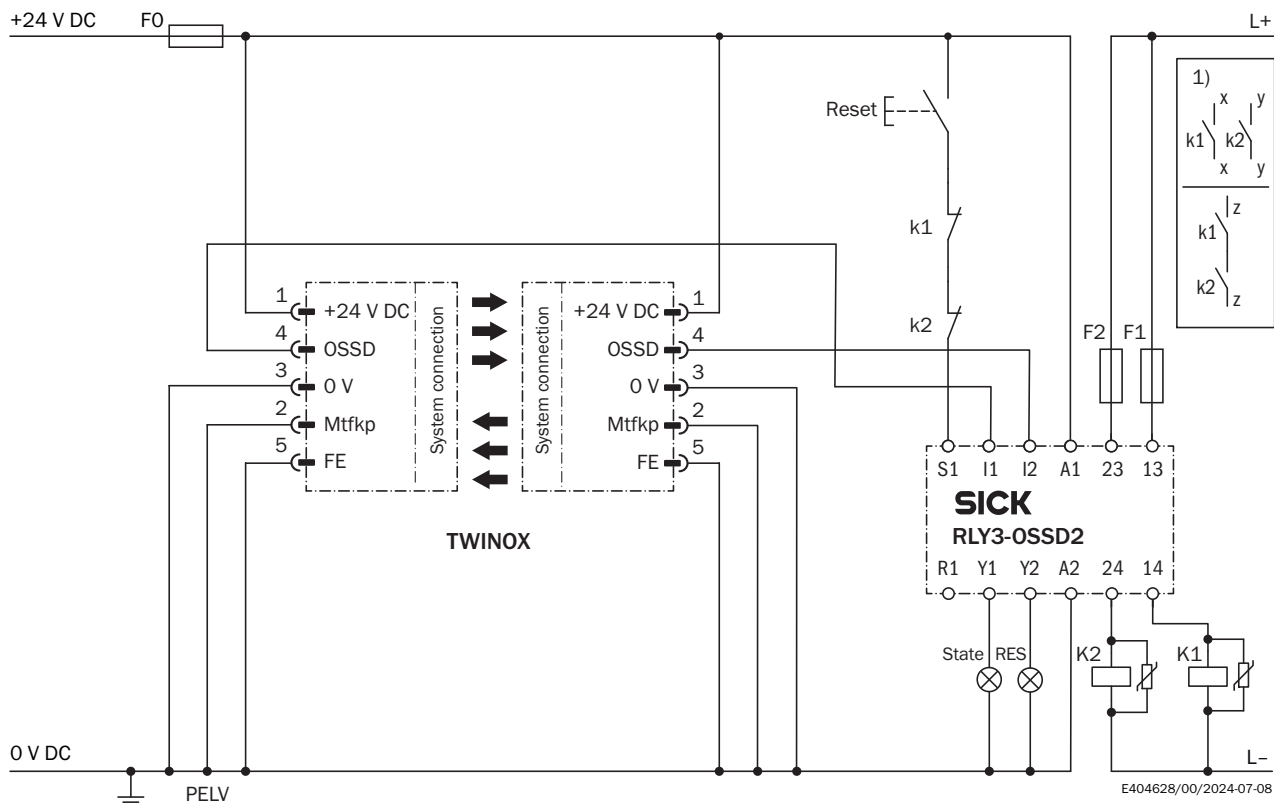 +24 V DC
F0
L+
1)
x
y
k1
k2
x
y
z
k1
k2
z
Reset
k1
k2
F2
F1
1
4
3
2
5
+24 V DC
OSSD
0 V
Mtfkp
FE
System connection
System connection
+24 V DC
OSSD
0 V
Mtfkp
FE
1
4
3
2
5
TWINOX
S1 I1 I2 A1 23 13
SICK
RLY3-OSSD2
R1 Y1 Y2 A2 24 14
State
RES
K2
K1
0 V DC
PELV
L–
E404628/00/2024-07-08